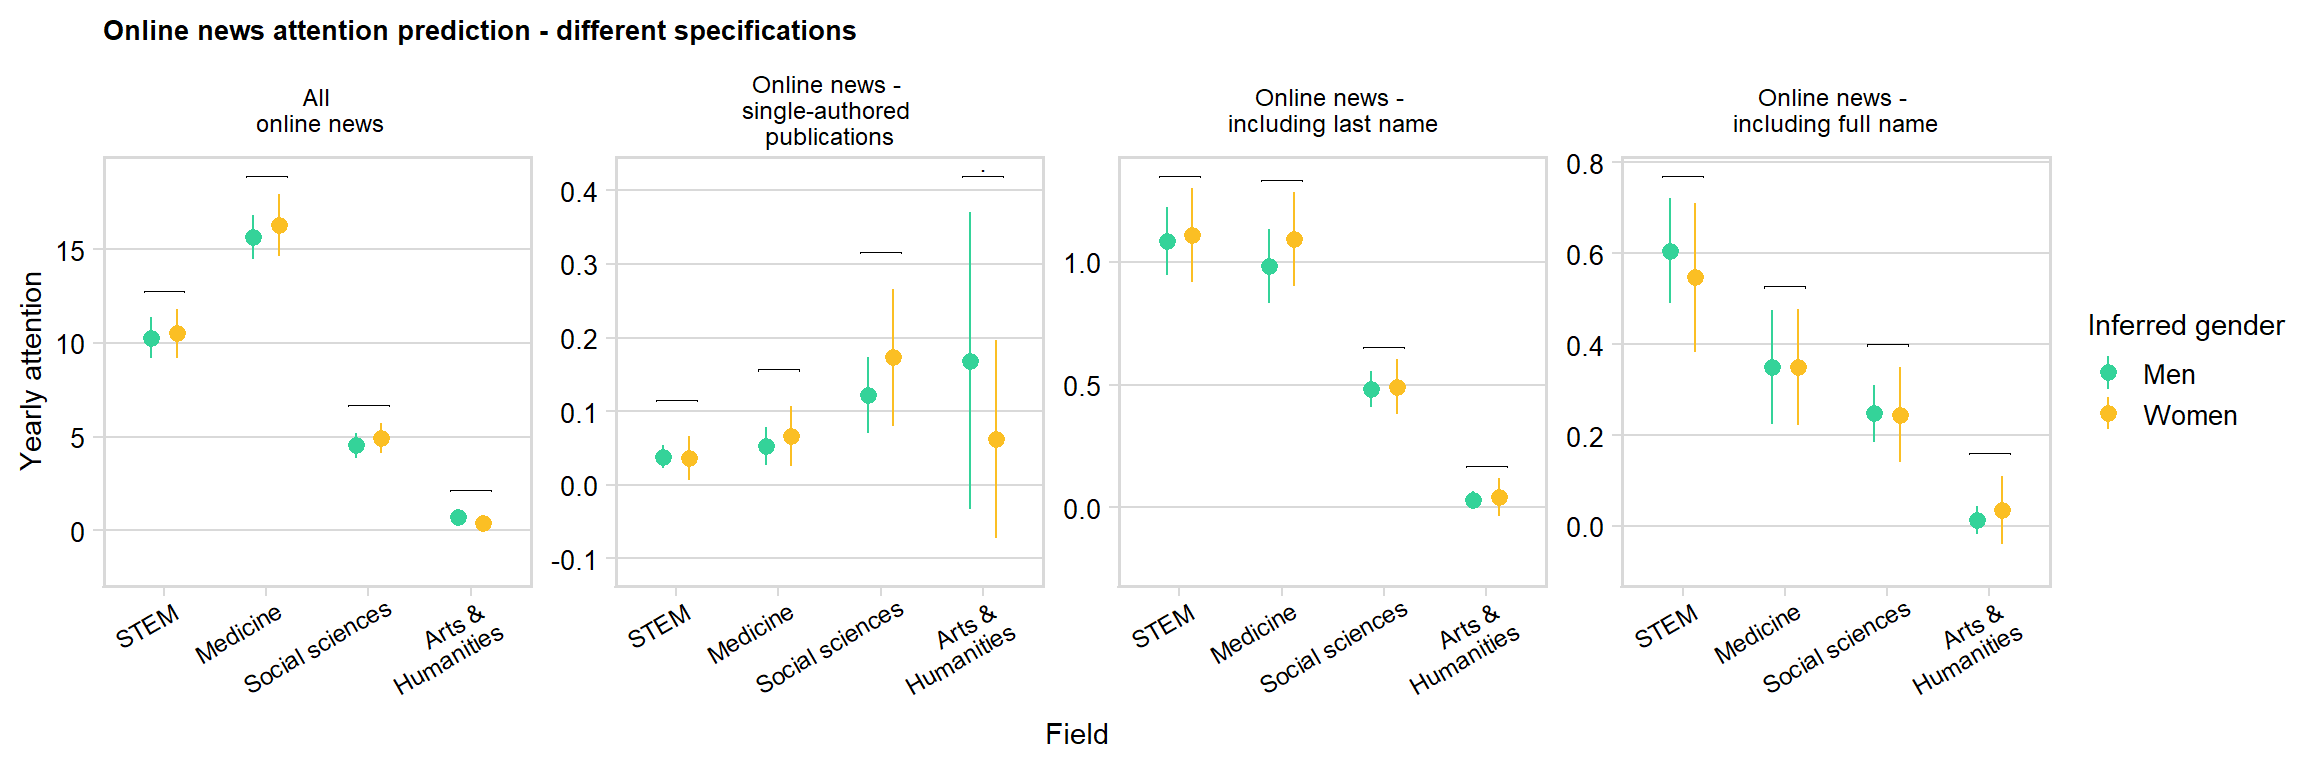 Online news attention prediction - different specifications
All
online news
Online news -
single-authored
publications
Online news -
including last name
Online news -
including full name
Yearly attention
15
10
5
0
0.4
0.3
0.2
0.1
0.0
-0.1
.
1.0
0.5
0.0
0.8
0.6
0.4
0.2
0.0
STEM
Medicine
Social sciences
Arts &
Humanities
STEM
Medicine
Social sciences
Arts &
Humanities
STEM
Medicine
Social sciences
Arts &
Humanities
STEM
Medicine
Social sciences
Arts &
Humanities
Field
Inferred gender
Men
Women